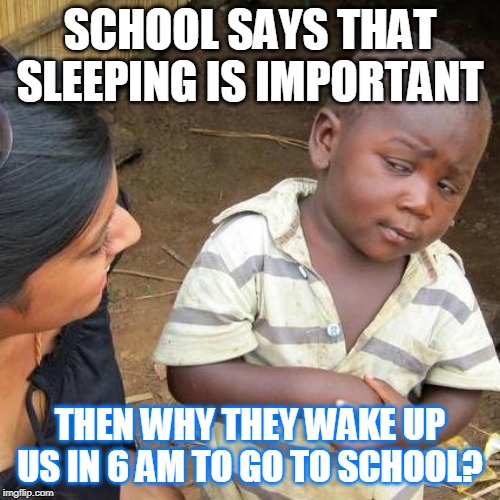 SCHOOL SAYS THAT
SLEEPING IS IMPORTANT
THEN WHY THEY WAKE UP
US IN 6 AM TO GO TO SCHOOL?
imgflip.com